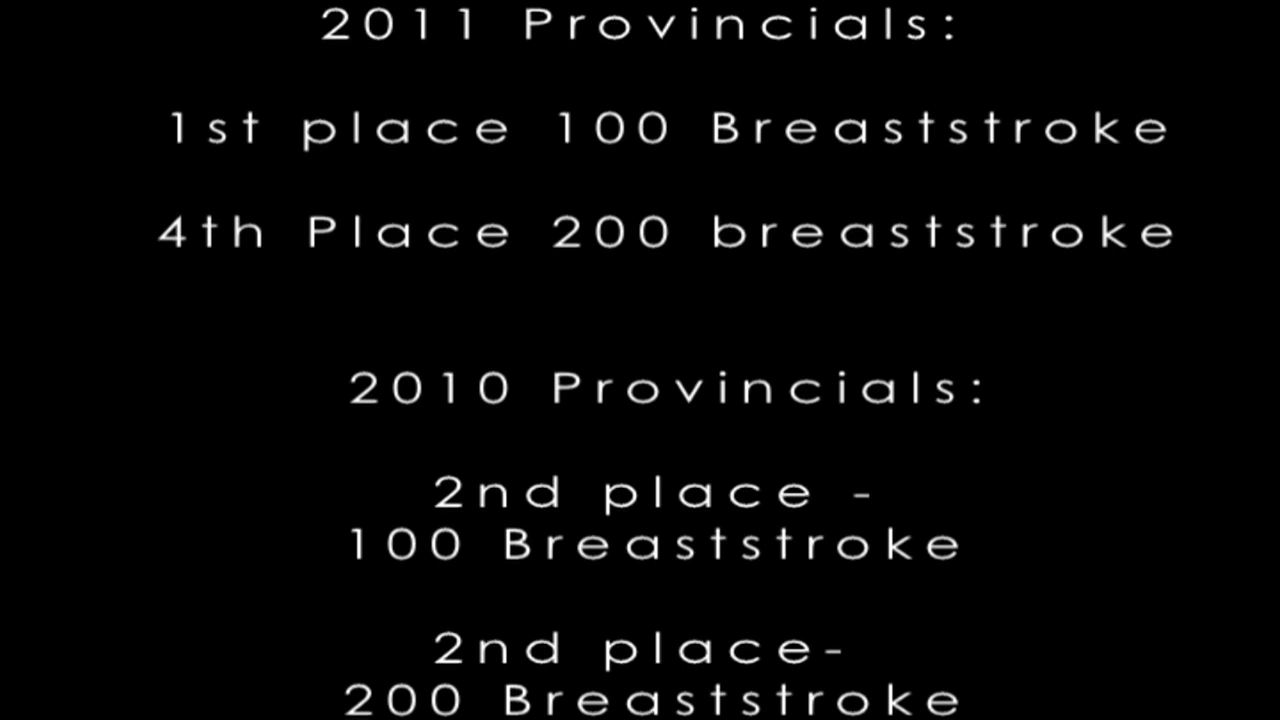 2011 Provincials:
1st place 100 Breaststroke
4th Place 200 breaststroke
2010 Provincials:
2nd place -
100 Breaststroke
2nd place-
200 Breaststroke